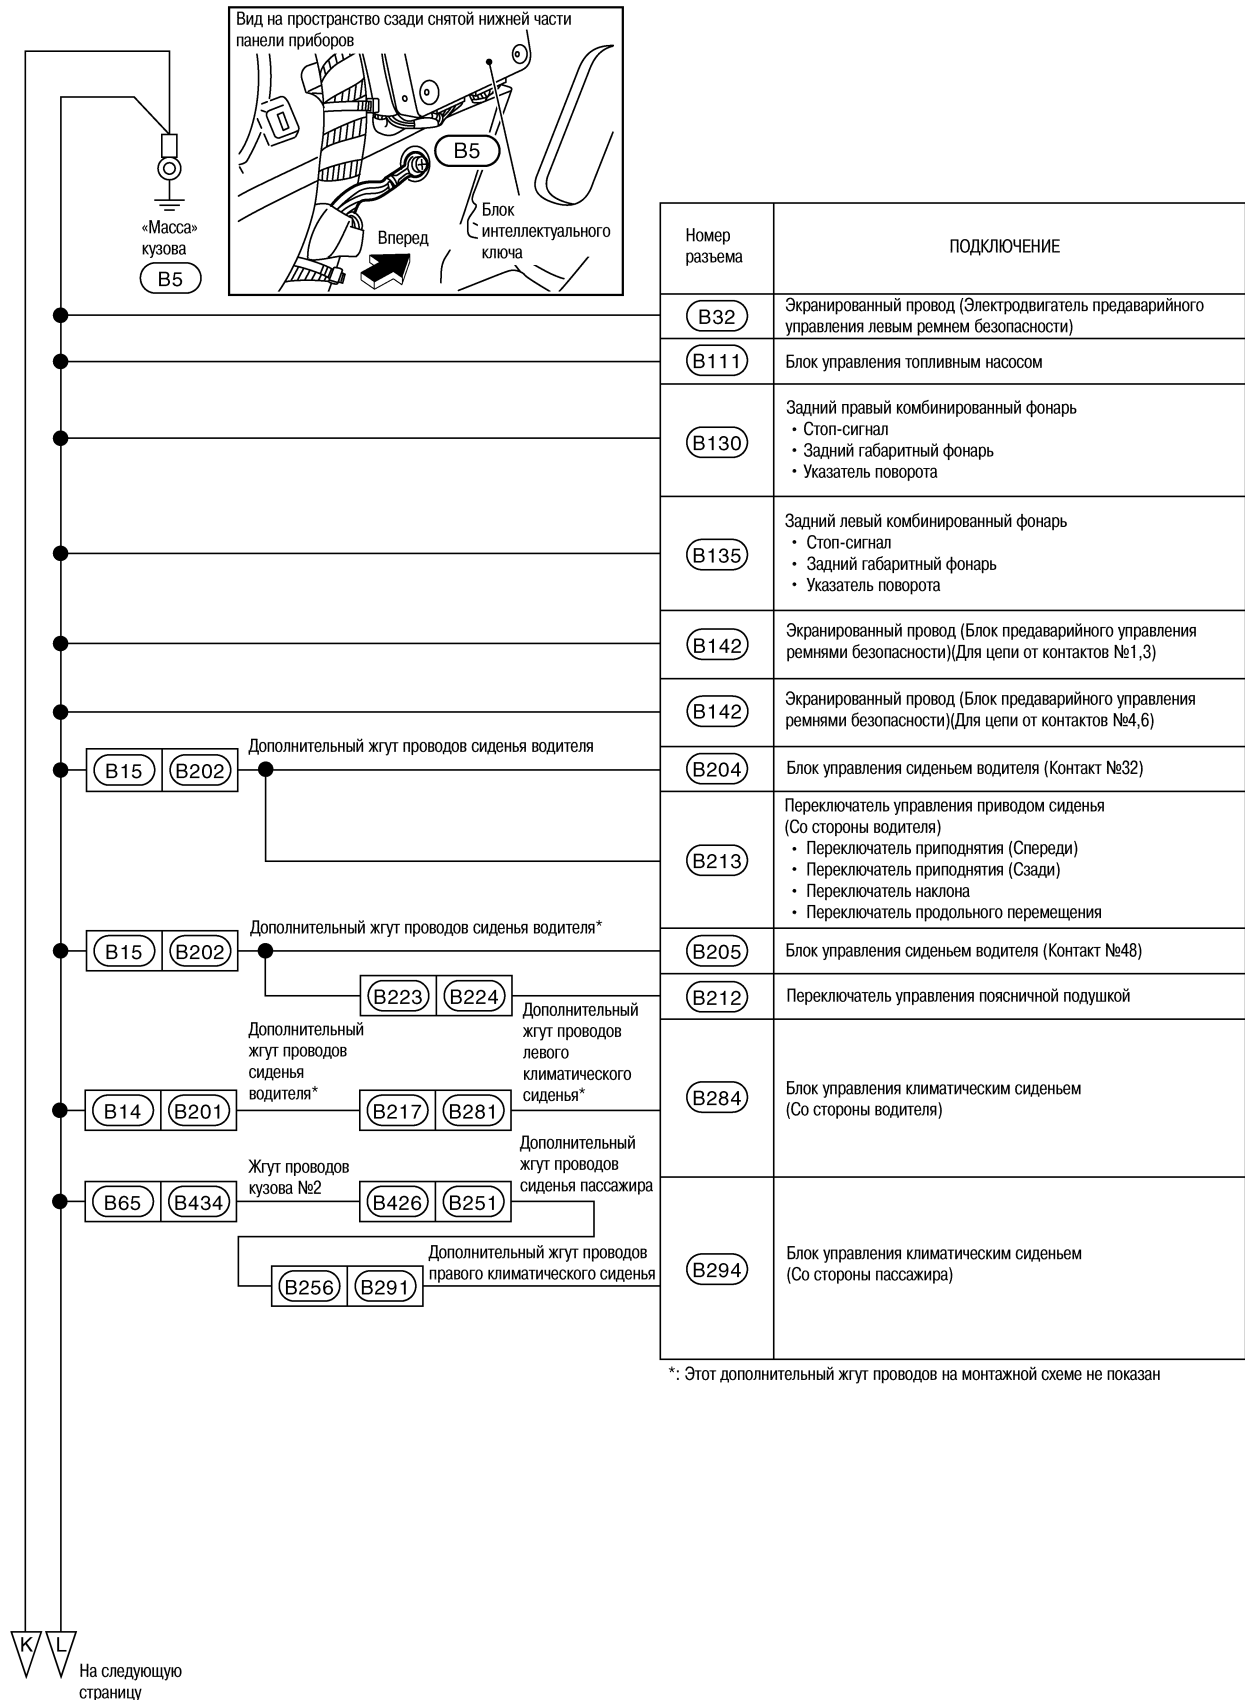 Вид на пространство сзади снятой нижней части
панели приборов
B5
Блок
интеллектуального
ключа
Вперед
«Масса»
кузова
B5
Номер
разъема
ПОДКЛЮЧЕНИЕ
B32
Экранированный провод (Электродвигатель предаварийного
управления левым ремнем безопасности)
B111
Блок управления топливным насосом
B130
Задний правый комбинированный фонарь
• Стоп-сигнал
• Задний габаритный фонарь
• Указатель поворота
B135
Задний левый комбинированный фонарь
• Стоп-сигнал
• Задний габаритный фонарь
• Указатель поворота
B142
Экранированный провод (Блок предаварийного управления
ремнями безопасности)(Для цепи от контактов №1,3)
B142
Экранированный провод (Блок предаварийного управления
ремнями безопасности)(Для цепи от контактов №4,6)
Дополнительный жгут проводов сиденья водителя
B15 B202
B204
Блок управления сиденьем водителя (Контакт №32)
B213
Переключатель управления приводом сиденья
(Со стороны водителя)
• Переключатель приподнятия (Спереди)
• Переключатель приподнятия (Сзади)
• Переключатель наклона
• Переключатель продольного перемещения
Дополнительный жгут проводов сиденья водителя*
B15 B202
B205
Блок управления сиденьем водителя (Контакт №48)
B223 B224
B212
Переключатель управления поясничной подушкой
Дополнительный
жгут проводов
сиденья
водителя*
Дополнительный
жгут проводов
левого
климатического
сиденья*
B14 B201
B217 B281
B284
Блок управления климатическим сиденьем
(Со стороны водителя)
Жгут проводов
кузова №2
Дополнительный
жгут проводов
сиденья пассажира
B65 B434
B426 B251
Дополнительный жгут проводов
правого климатического сиденья
B256 B291
B294
Блок управления климатическим сиденьем
(Со стороны пассажира)
*: Этот дополнительный жгут проводов на монтажной схеме не показан
K L
На следующую
страницу